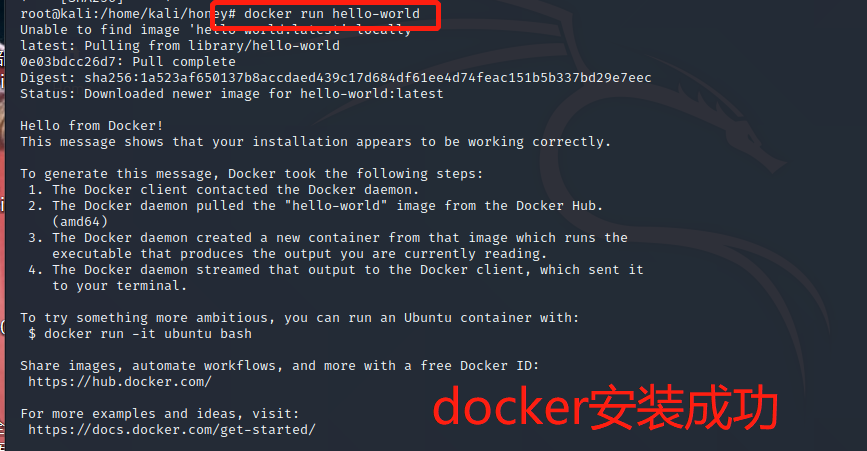 root@kali:/home/kali/honey# docker run hello-world
Unable to find image 'hello-world:latest' locally
latest: Pulling from library/hello-world
0e03bdcc26d7: Pull complete
Digest: sha256:1a523af650137b8accdaed439c17d684df61ee4d74feac151b5b337bd29e7eec
Status: Downloaded newer image for hello-world:latest
Hello from Docker!
This message shows that your installation appears to be working correctly.
To generate this message, Docker took the following steps:
1. The Docker client contacted the Docker daemon.
2. The Docker daemon pulled the "hello-world" image from the Docker Hub.
(amd64)
3. The Docker daemon created a new container from that image which runs the
executable that produces the output you are currently reading.
4. The Docker daemon streamed that output to the Docker client, which sent it
to your terminal.
To try something more ambitious, you can run an Ubuntu container with:
$ docker run -it ubuntu bash
Share images, automate workflows, and more with a free Docker ID:
https://hub.docker.com/
For more examples and ideas, visit:
https://docs.docker.com/get-started/
docker安装成功